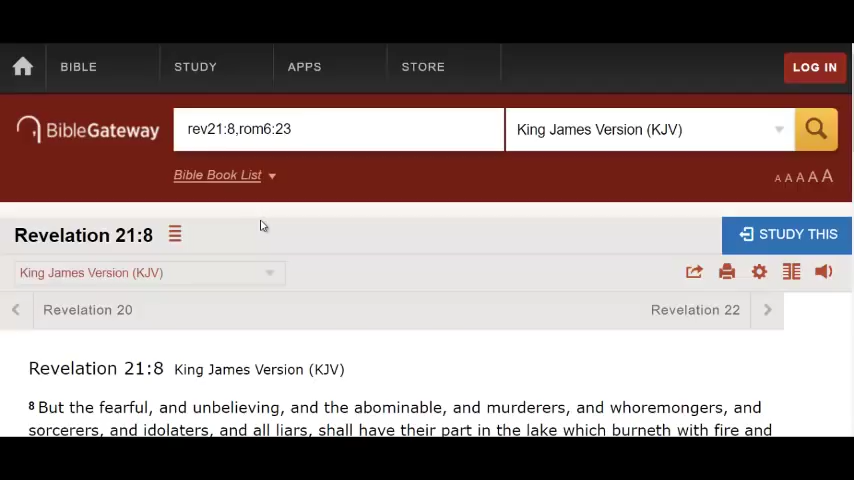 BIBLE STUDY APPS STORE LOG IN
BibleGateway rev21:8,rom6:23 King James Version (KJV)
Bible Book List A A A A A
Revelation 21:8 STUDY THIS
King James Version (KJV)
Revelation 20 Revelation 22
Revelation 21:8 King James Version (KJV)
8 But the fearful, and unbelieving, and the abominable, and murderers, and whoremongers, and
sorcerers, and idolaters, and all liars, shall have their part in the lake which burneth with fire and